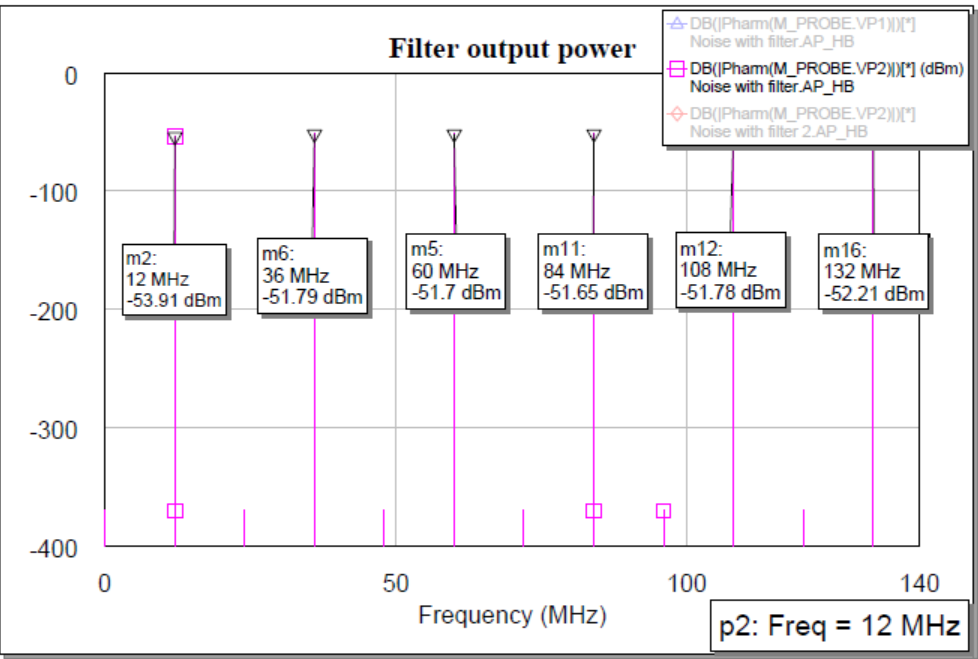 Filter output power
DB(|Pharm(M_PROBE.VP1)|)[*]
Noise with filter.AP_HB
DB(|Pharm(M_PROBE.VP2)|)[*] (dBm)
Noise with filter.AP_HB
DB(|Pharm(M_PROBE.VP2)|)[*]
Noise with filter 2.AP_HB
0
-100
-200
-300
-400
m2:
12 MHz
-53.91 dBm
m6:
36 MHz
-51.79 dBm
m5:
60 MHz
-51.7 dBm
m11:
84 MHz
-51.65 dBm
m12:
108 MHz
-51.78 dBm
m16:
132 MHz
-52.21 dBm
0 50 100 140
Frequency (MHz)
p2: Freq = 12 MHz